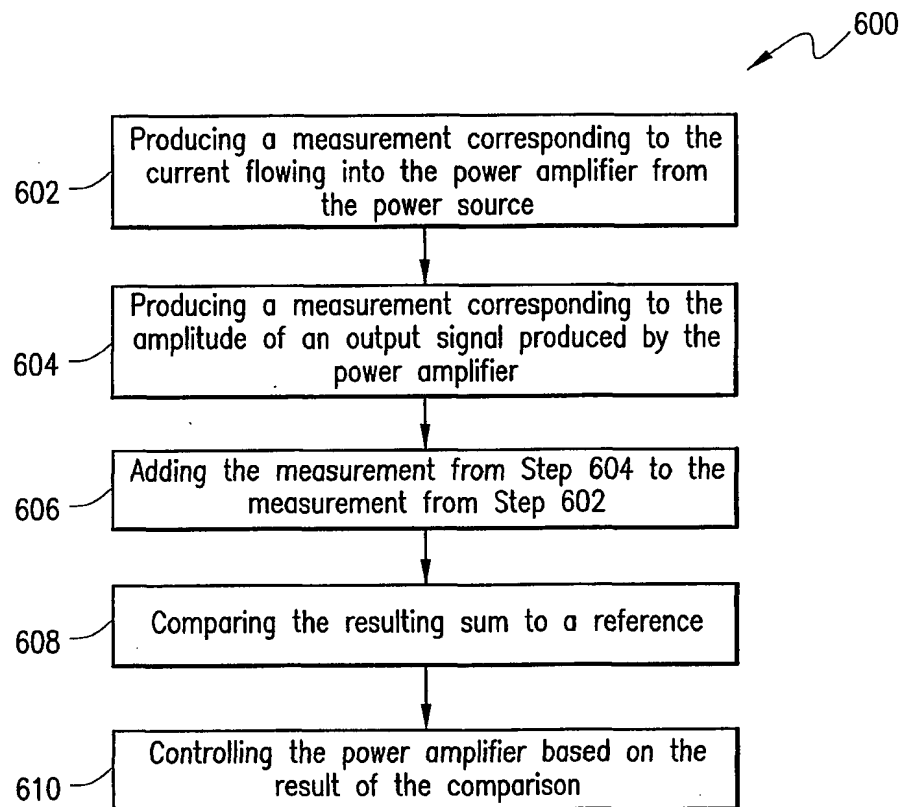 600
Producing a measurement corresponding to the
current flowing into the power amplifier from
the power source
602
Producing a measurement corresponding to the
amplitude of an output signal produced by the
power amplifier
604
Adding the measurement from Step 604 to the
measurement from Step 602
606
Comparing the resulting sum to a reference
608
Controlling the power amplifier based on the
result of the comparison
610